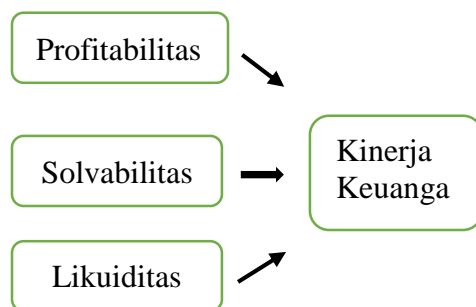 Profitabilitas
Solvabilitas
Kinerja
Keuanga
Likuiditas